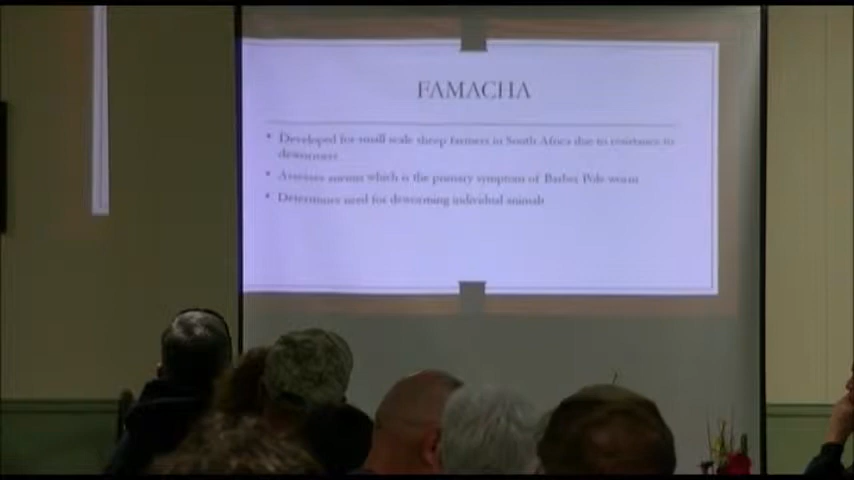 FAMACHA
• Developed for small scale sheep farmers in South Africa due to resistance to
dewormers
• Assesses anemia which is the primary symptom of Barber Pole worm
• Determines need for deworming individual animals